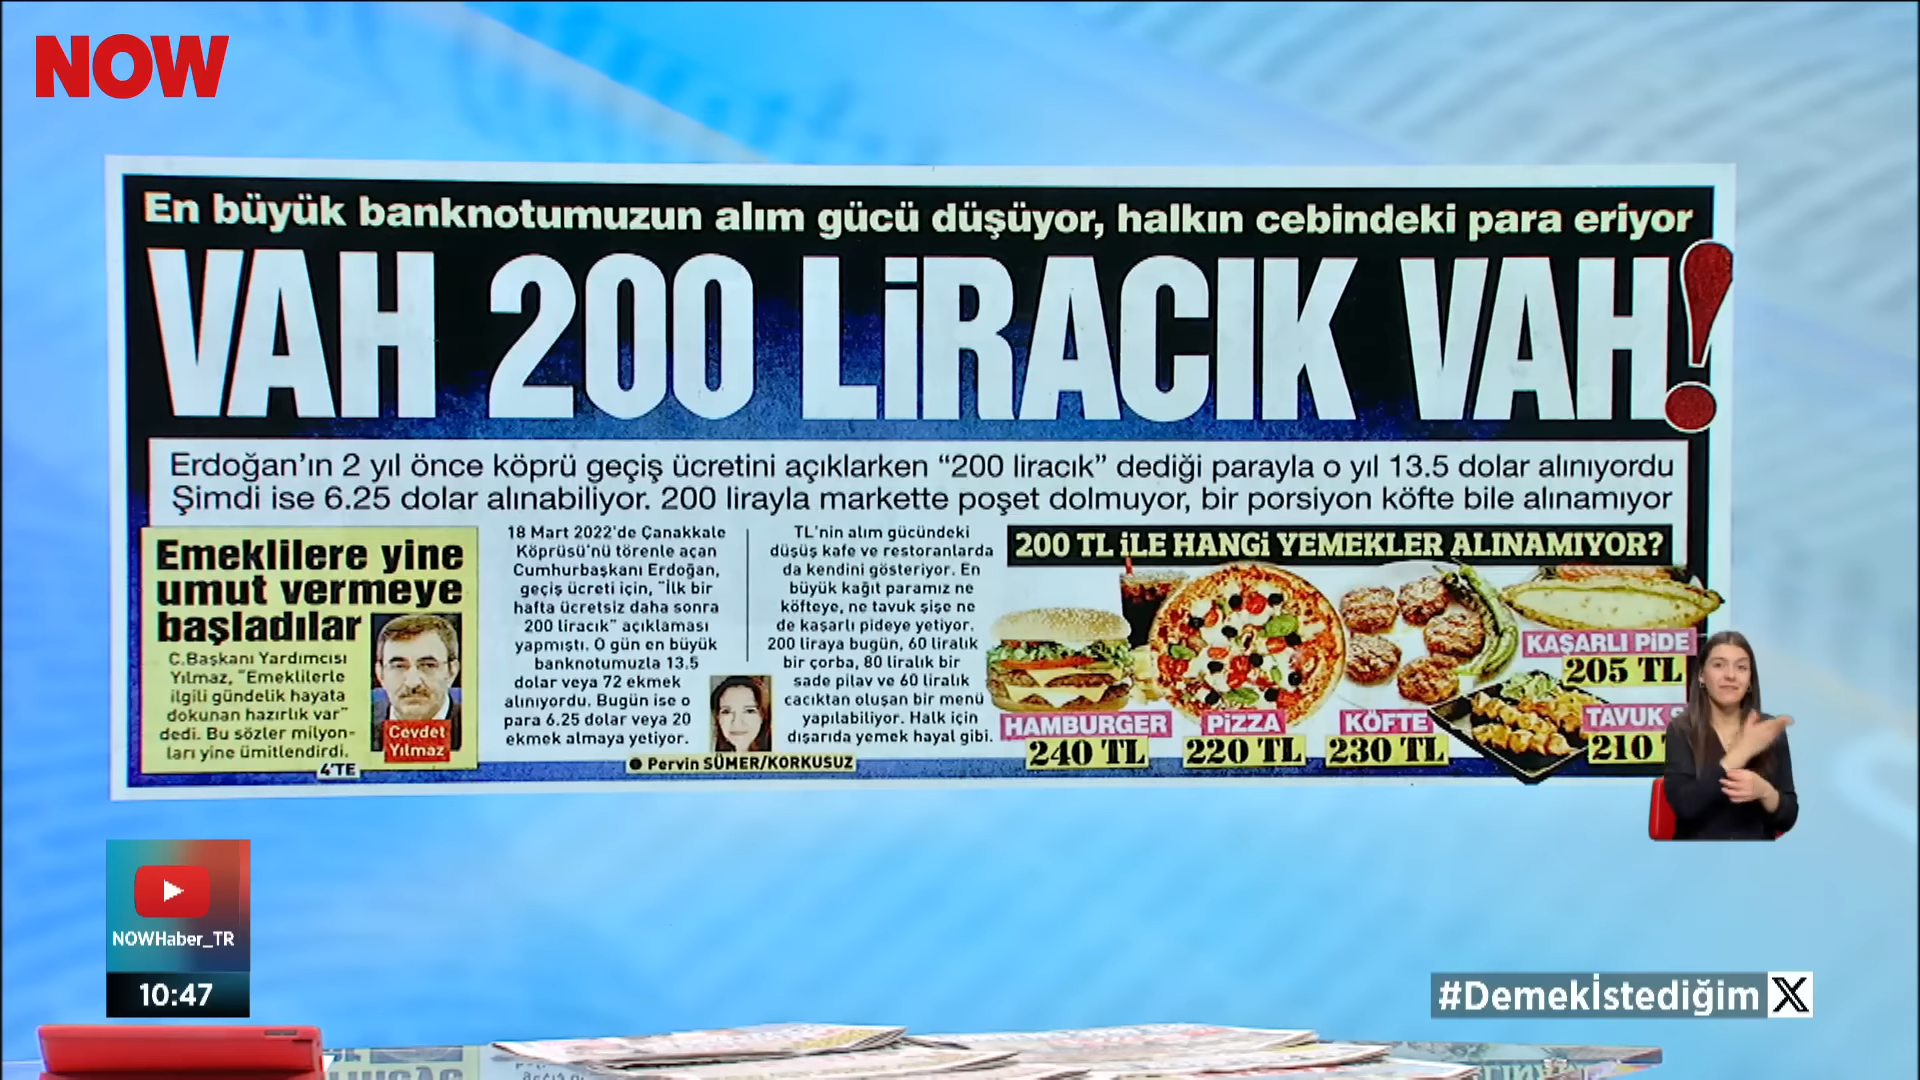 NOW
En büyük banknotumuzun alım gücü düşüyor, halkın cebindeki para eriyor
VAH 200 LİRACIK VAH!
Erdoğan'ın 2 yıl önce köprü geçiş ücretini açıklarken “200 liracık” dediği parayla o yıl 13.5 dolar alınıyordu
Şimdi ise 6.25 dolar alınabiliyor. 200 lirayla markette poşet dolmuyor, bir porsiyon köfte bile alınamıyor
Emeklilere yine
umut vermeye
başladılar
C.Başkanı Yardımcısı
Yılmaz, “Emeklilerle
ilgili gündelik hayata
dokunan hazırlık var”
dedi. Bu sözler milyon-
ları yine ümitlendirdi.
4'TE
Cevdet
Yılmaz
18 Mart 2022'de Çanakkale
Köprüsü'nü törenle açan
Cumhurbaşkanı Erdoğan,
geçiş ücreti için, “İlk bir
hafta ücretsiz daha sonra
200 liracık” açıklaması
yapmıştı. O gün en büyük
banknotumuzla 13.5
dolar veya 72 ekmek
alınıyordu. Bugün ise o
para 6.25 dolar veya 20
ekmek almaya yetiyor.
TL'nin alım gücündeki
düşüş kafe ve restoranlarda
da kendini gösteriyor. En
büyük kağıt paramız ne
köfteye, ne tavuk şişe ne
de kaşarlı pideye yetiyor.
200 liraya bugün, 60 liralık
bir çorba, 80 liralık bir
sade pilav ve 60 liralık
cacıktan oluşan bir menü
yapılabiliyor. Halk için
dışarıda yemek hayal gibi.
● Pervin SÜMER/KORKUSUZ
200 TL İLE HANGİ YEMEKLER ALINAMIYOR?
HAMBURGER
240 TL
PİZZA
220 TL
KÖFTE
230 TL
KAŞARLI PİDE
205 TL
TAVUK Ş
210
NOWHaber_TR
10:47
#Demekİstediğim X